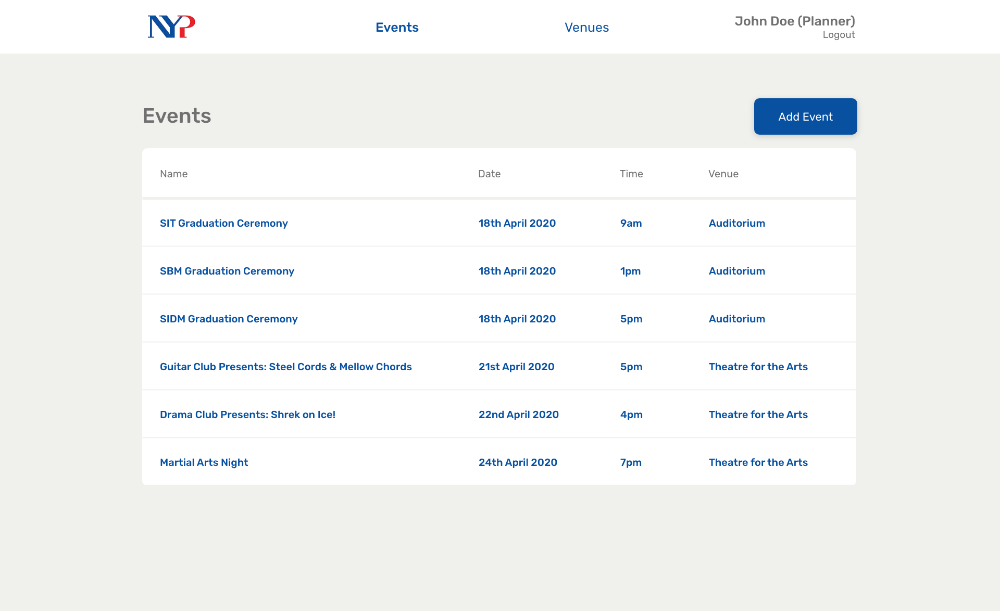 NYP
Events
Venues
John Doe (Planner)
Logout
Events
Add Event
Name Date Time Venue
SIT Graduation Ceremony 18th April 2020 9am Auditorium
SBM Graduation Ceremony 18th April 2020 1pm Auditorium
SIDM Graduation Ceremony 18th April 2020 5pm Auditorium
Guitar Club Presents: Steel Cords & Mellow Chords 21st April 2020 5pm Theatre for the Arts
Drama Club Presents: Shrek on Ice! 22nd April 2020 4pm Theatre for the Arts
Martial Arts Night 24th April 2020 7pm Theatre for the Arts